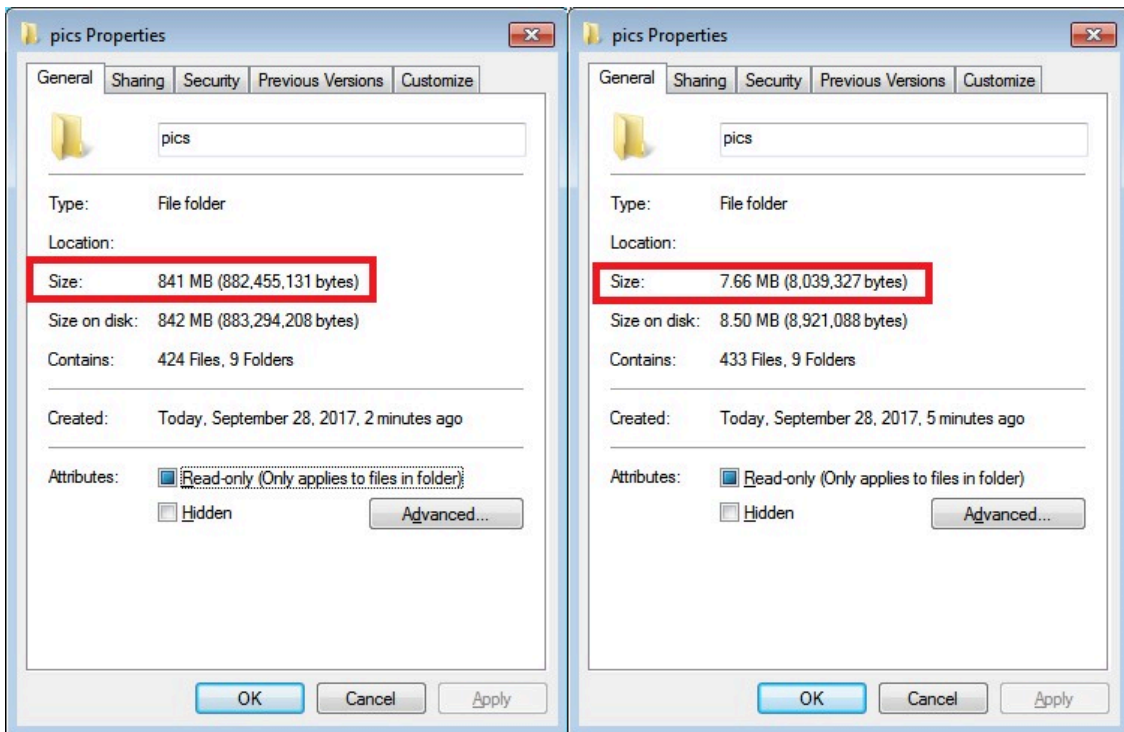 pics Properties
General Sharing Security Previous Versions Customize
pics
Type: File folder
Location:
Size: 841 MB (882,455,131 bytes)
Size on disk: 842 MB (883,294,208 bytes)
Contains: 424 Files, 9 Folders
Created: Today, September 28, 2017, 2 minutes ago
Attributes: Read-only (Only applies to files in folder)
Hidden Advanced...
OK Cancel Apply
pics Properties
General Sharing Security Previous Versions Customize
pics
Type: File folder
Location:
Size: 7.66 MB (8,039,327 bytes)
Size on disk: 8.50 MB (8,921,088 bytes)
Contains: 433 Files, 9 Folders
Created: Today, September 28, 2017, 5 minutes ago
Attributes: Read-only (Only applies to files in folder)
Hidden Advanced...
OK Cancel Apply